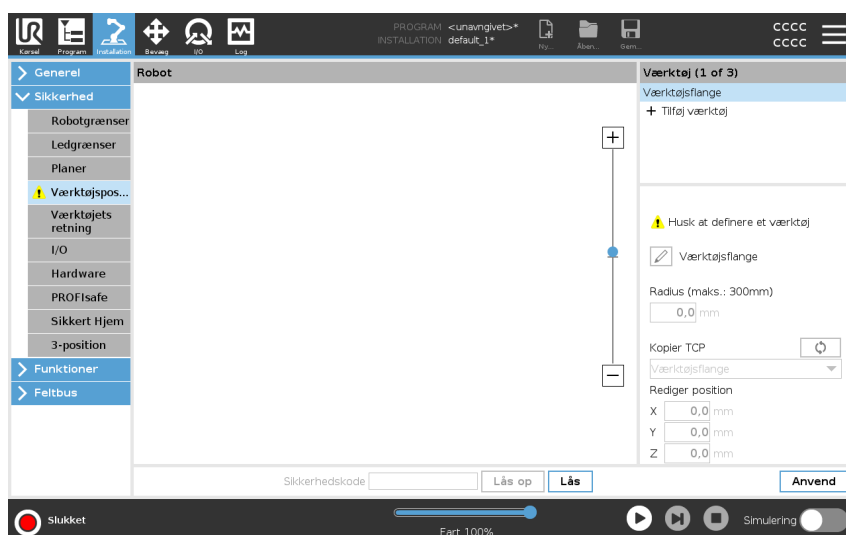 UR
PROGRAM <unavngivet>*
INSTALLATION default_1*
cccc
cccc
Kørsel Program Installation Bevæg I/O Log Ny... Åben... Gem...
Generel
Sikkerhed
Robotgrænser
Ledgrænser
Planer
Værktøjspos...
Værktøjets
retning
I/O
Hardware
PROFIsafe
Sikkert Hjem
3-position
Funktioner
Feltbus
Robot
+
−
Værktøj (1 of 3)
Værktøjsflange
+ Tilføj værktøj
Husk at definere et værktøj
Værktøjsflange
Radius (maks.: 300mm)
0,0 mm
Kopier TCP
Værktøjsflange
Rediger position
X 0,0 mm
Y 0,0 mm
Z 0,0 mm
Sikkerhedskode Lås op Lås Anvend
Slukket
Fart 100%
Simulering